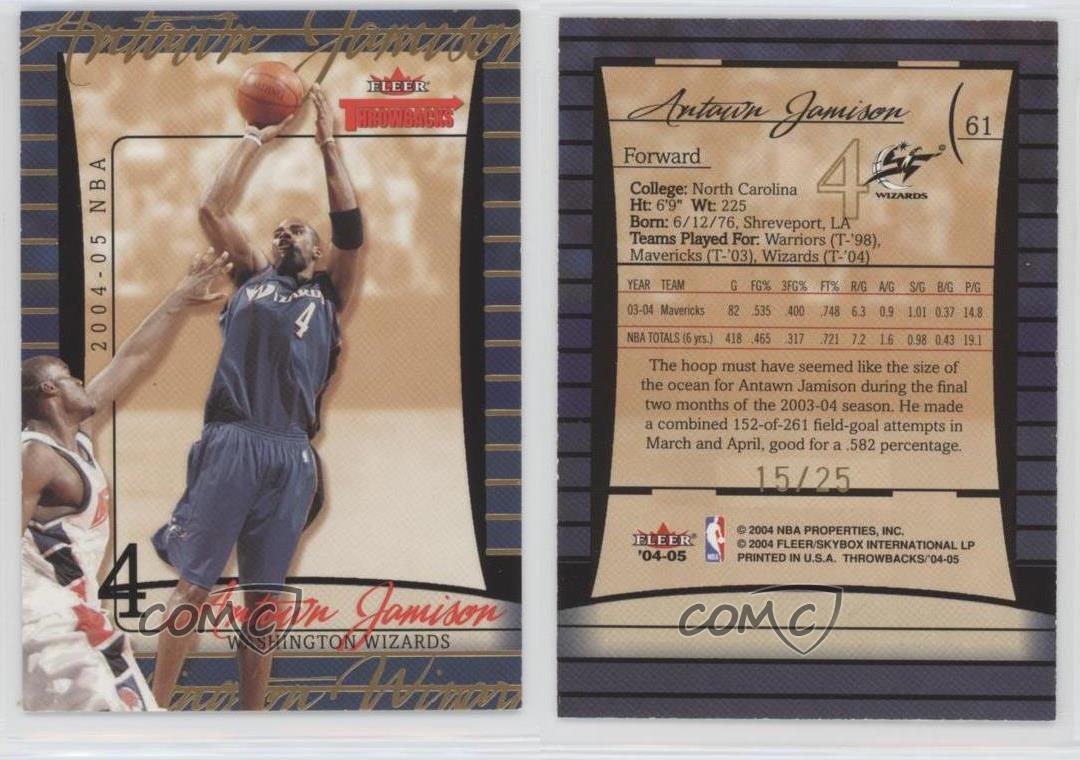 Antawn Jamison
FLEER
THROWBACKS
SPALDING
2004-05 NBA
WIZARDS
4
4
Antawn Jamison
WASHINGTON WIZARDS
COMC
Antawn Jamison
61
Forward
4
WIZARDS
College: North Carolina
Ht: 6'9" Wt: 225
Born: 6/12/76, Shreveport, LA
Teams Played For: Warriors (T-'98),
Mavericks (T-'03), Wizards (T-'04)
YEAR TEAM G FG% 3FG% FT% R/G A/G S/G B/G P/G
03-04 Mavericks 82 .535 .400 .748 6.3 0.9 1.01 0.37 14.8
NBA TOTALS (6 yrs.) 418 .465 .317 .721 7.2 1.6 0.98 0.43 19.1
The hoop must have seemed like the size of
the ocean for Antawn Jamison during the final
two months of the 2003-04 season. He made
a combined 152-of-261 field-goal attempts in
March and April, good for a .582 percentage.
15/25
FLEER
'04-05
NBA
© 2004 NBA PROPERTIES, INC.
© 2004 FLEER/SKYBOX INTERNATIONAL LP
PRINTED IN U.S.A. THROWBACKS/'04-05
COMC